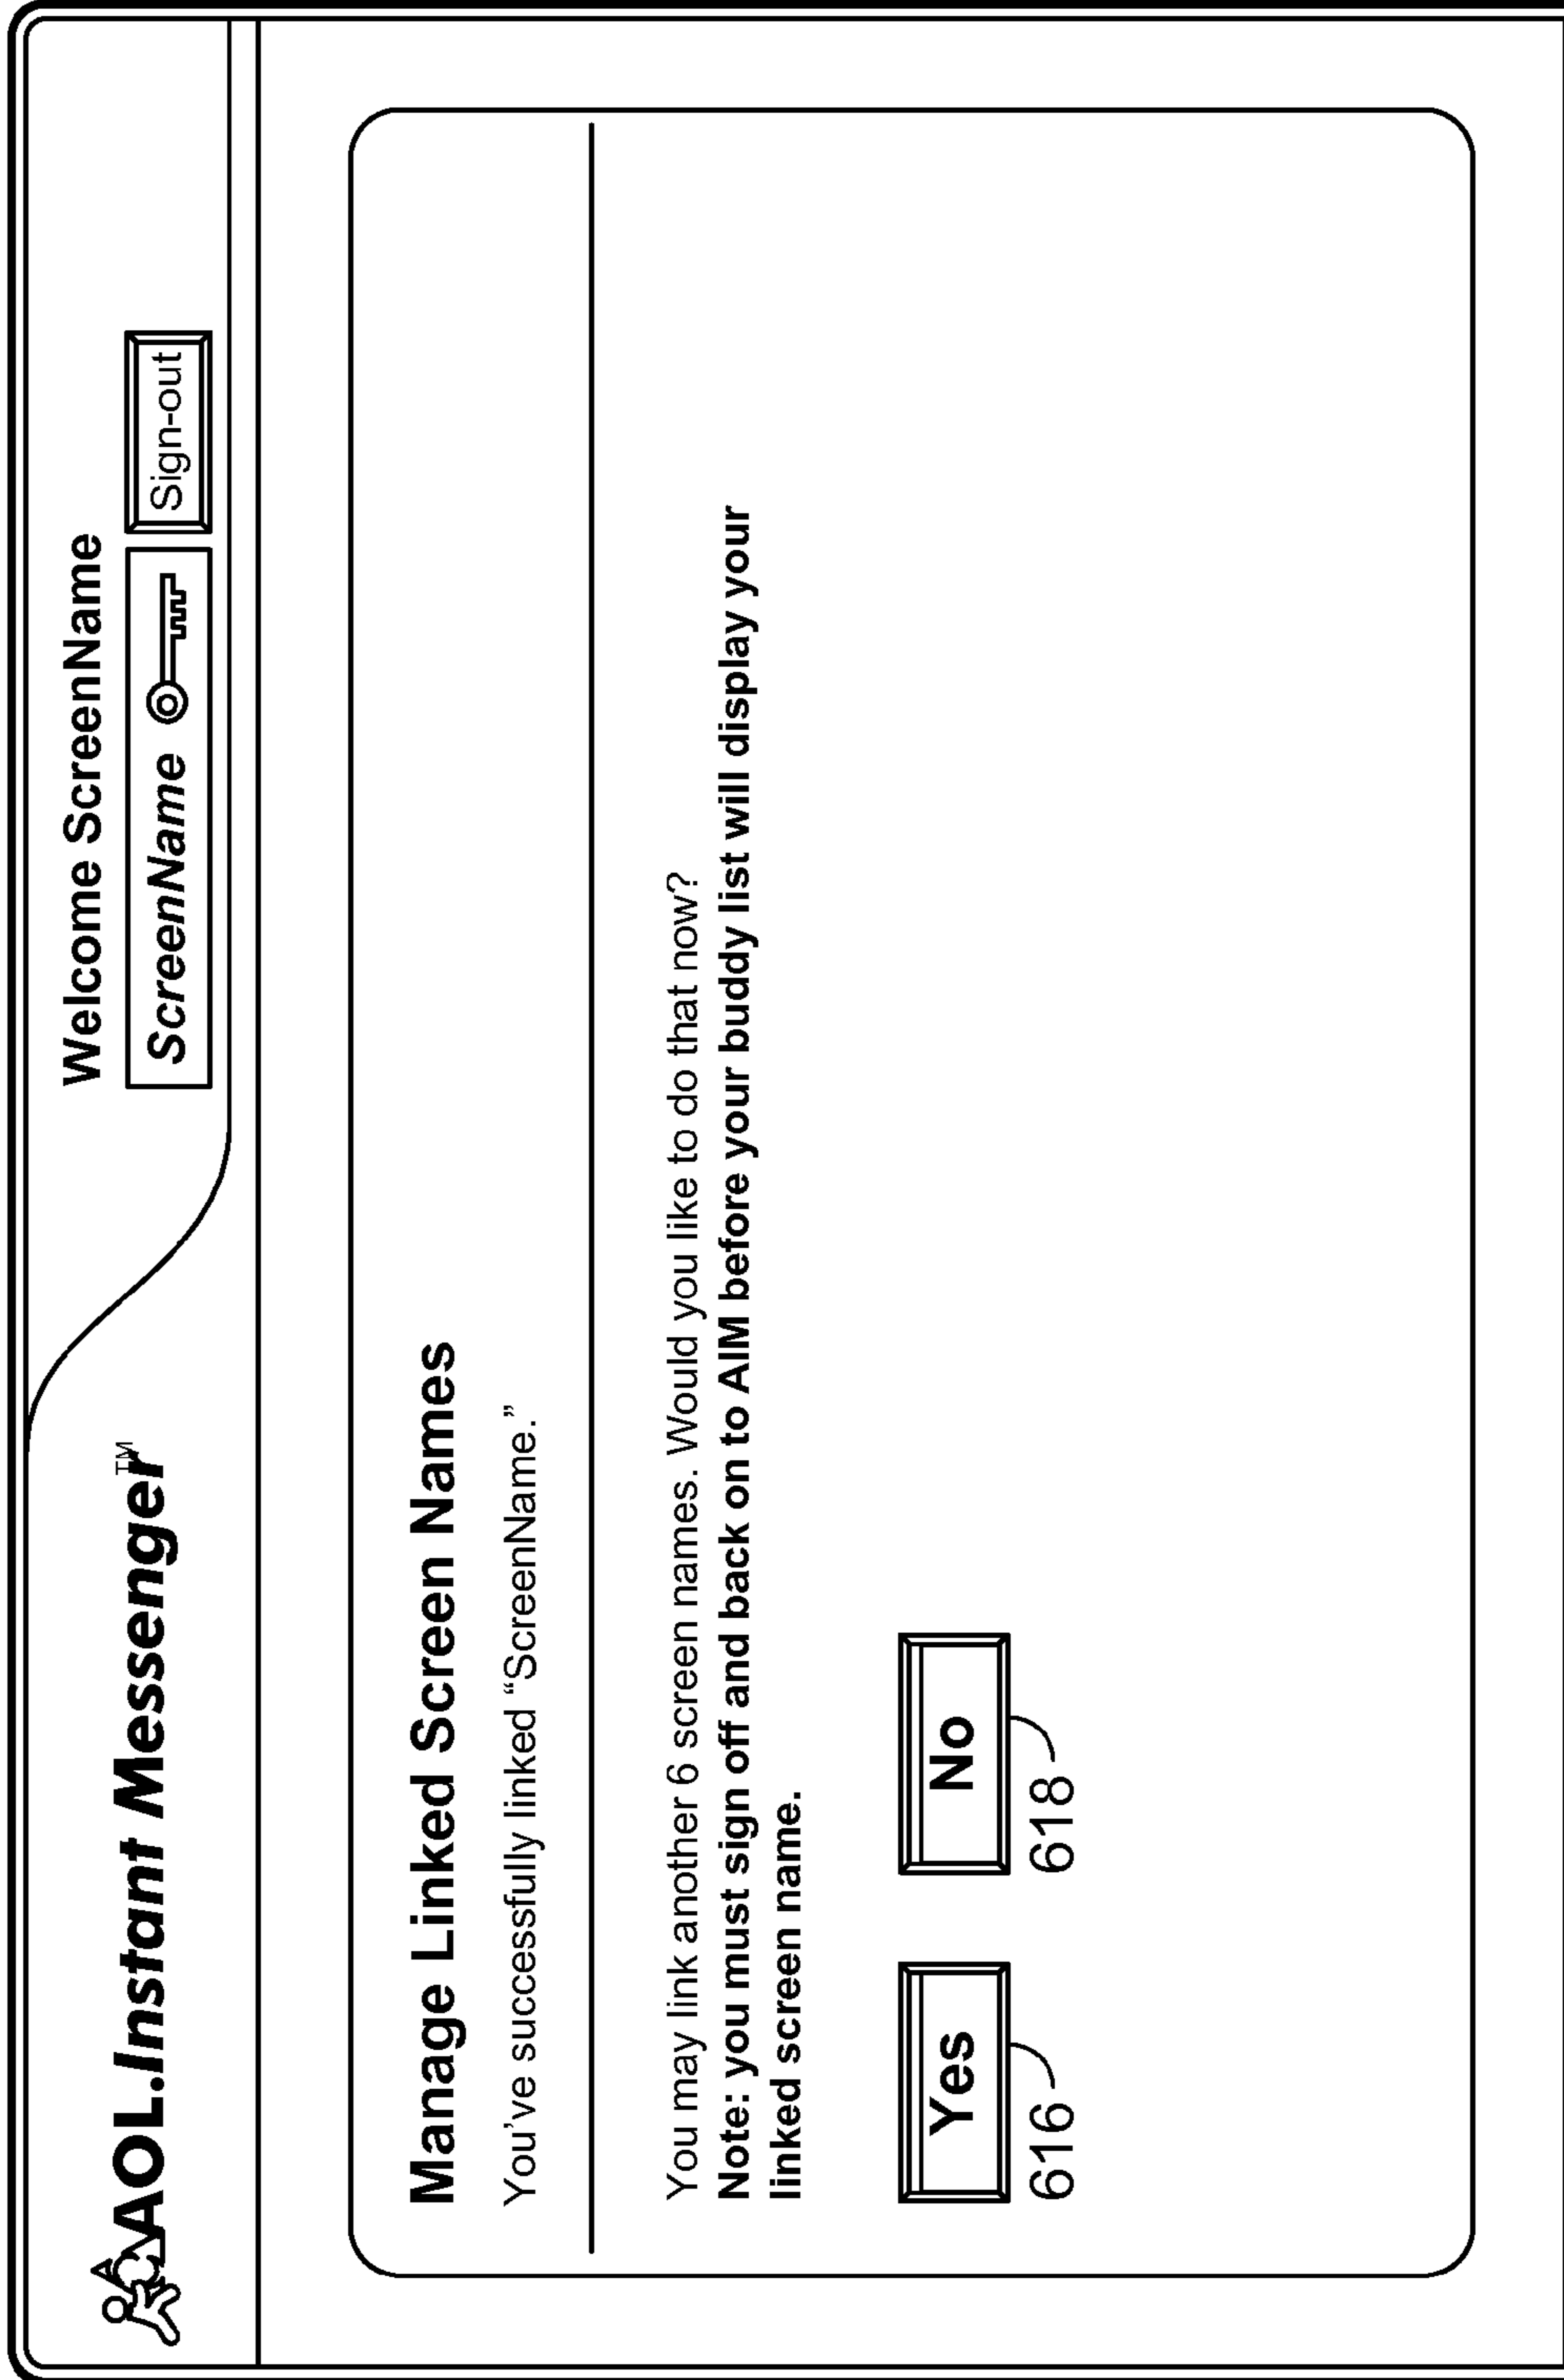 AOL.Instant Messenger™
Welcome ScreenName
ScreenName
Sign-out
Manage Linked Screen Names
You've successfully linked “ScreenName.”
You may link another 6 screen names. Would you like to do that now?
Note: you must sign off and back on to AIM before your buddy list will display your
linked screen name.
Yes
No
616
618